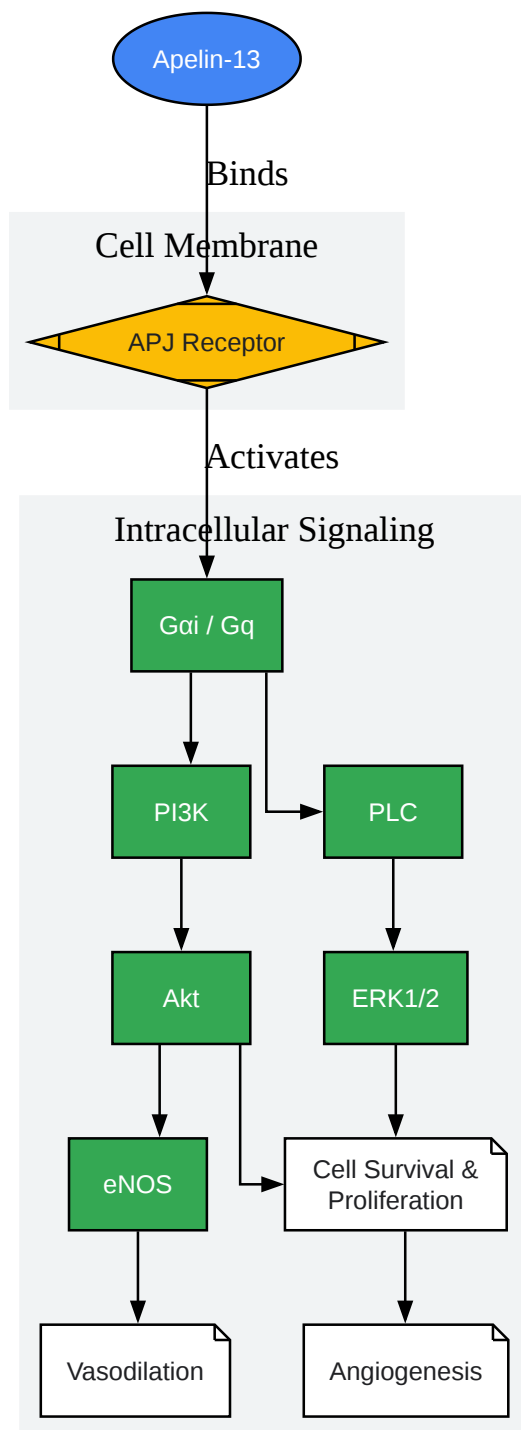 Apelin-13
Binds
Cell Membrane
APJ Receptor
Activates
Intracellular Signaling
Gαi / Gq
PI3K
PLC
Akt
ERK1/2
eNOS
Cell Survival &
Proliferation
Vasodilation
Angiogenesis